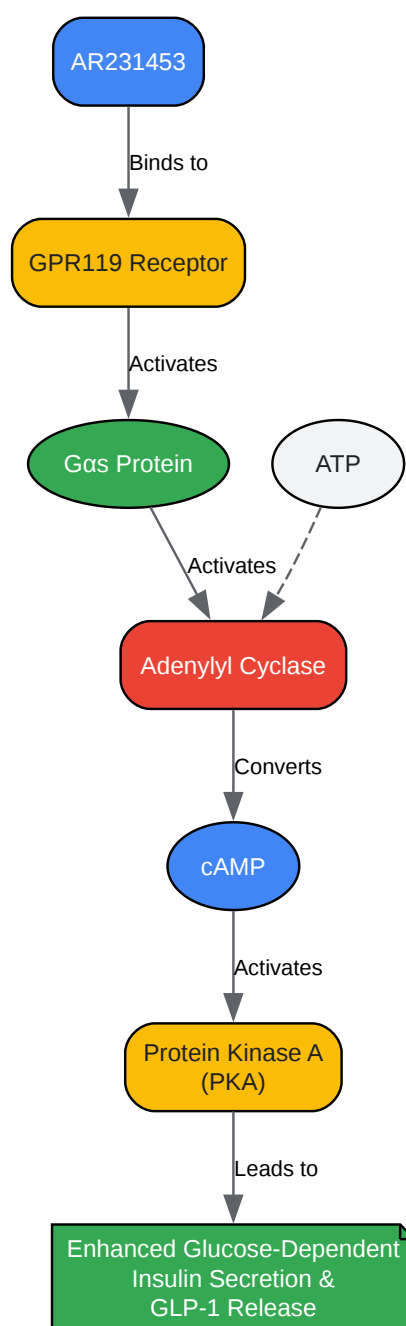 AR231453
Binds to
GPR119 Receptor
Activates
Gαs Protein
ATP
Activates
Adenylyl Cyclase
Converts
cAMP
Activates
Protein Kinase A
(PKA)
Leads to
Enhanced Glucose-Dependent
Insulin Secretion &
GLP-1 Release